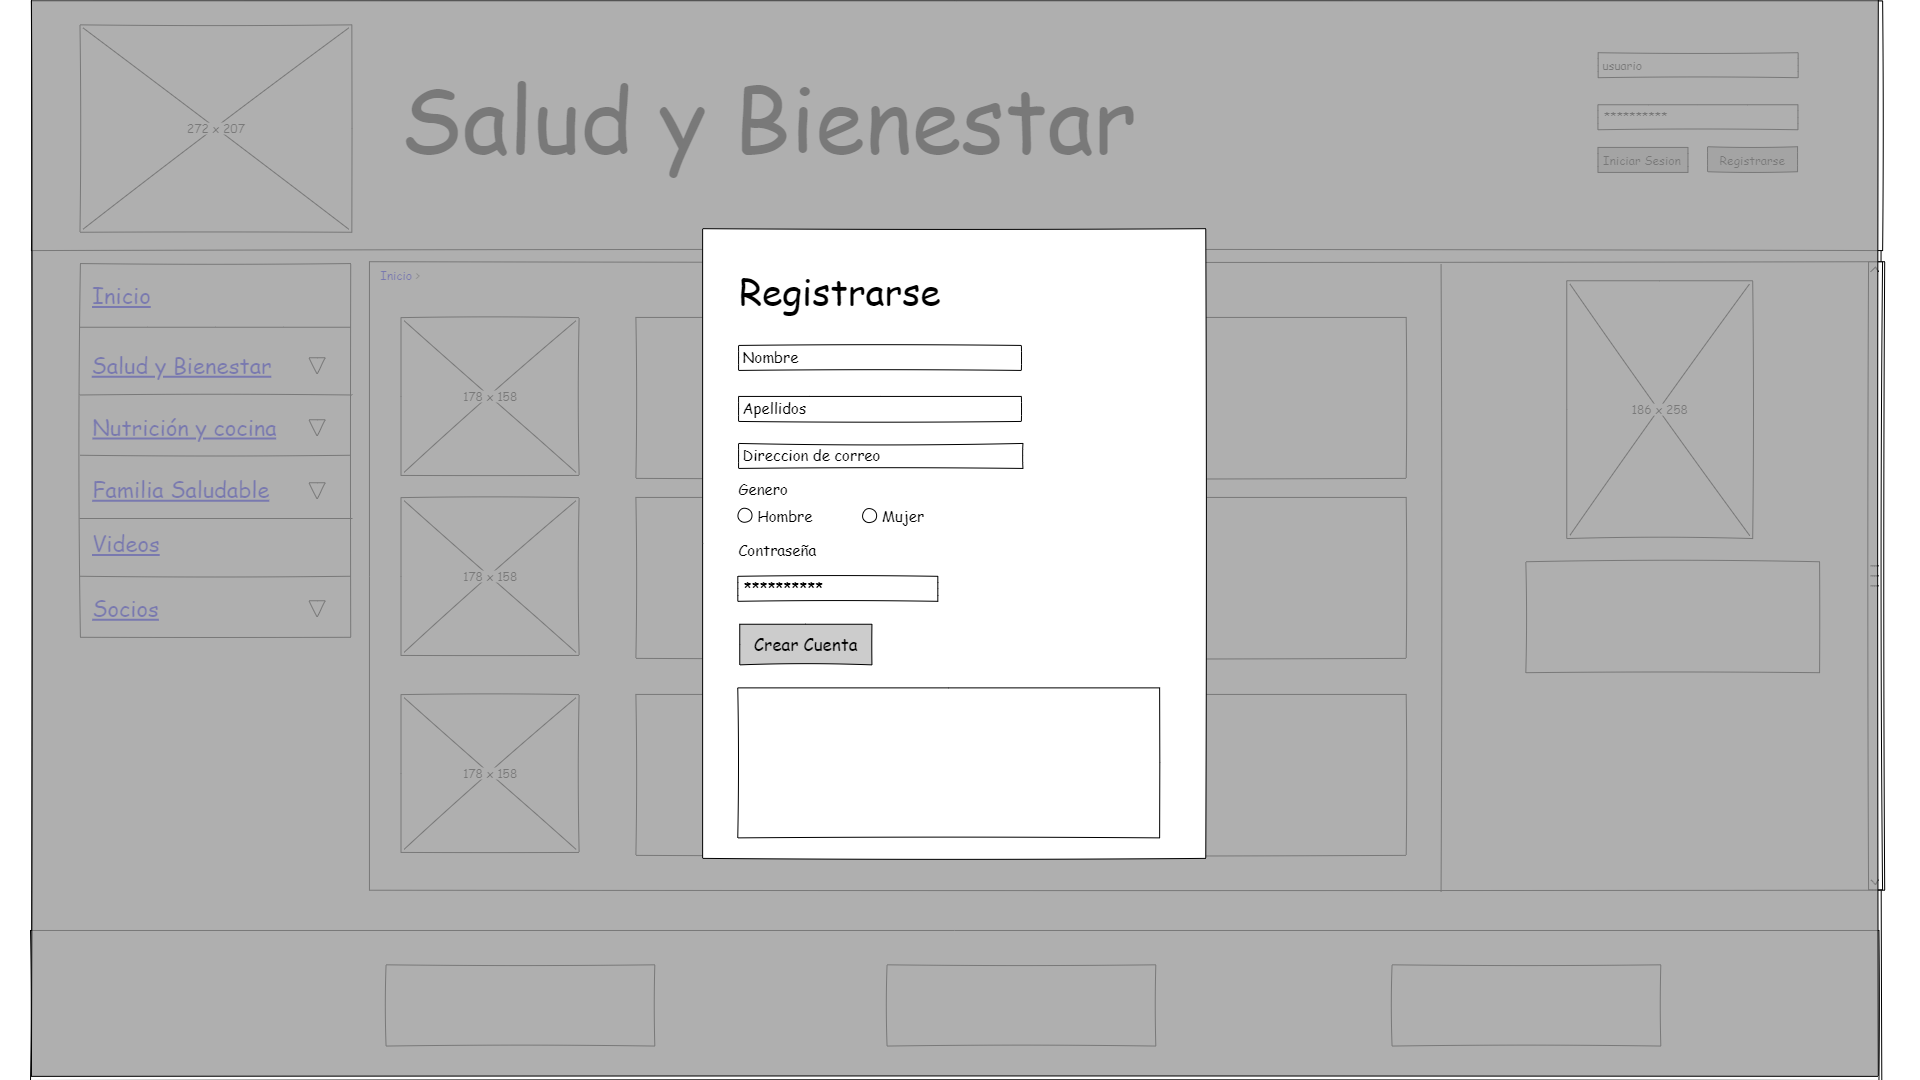 272 x 207
Salud y Bienestar
usuario
**********
Iniciar Sesion
Registrarse
Inicio
Salud y Bienestar
Nutrición y cocina
Familia Saludable
Videos
Socios
Inicio >
178 x 158
178 x 158
178 x 158
Registrarse
Nombre
Apellidos
Direccion de correo
Genero
Hombre
Mujer
Contraseña
**********
Crear Cuenta
186 x 258